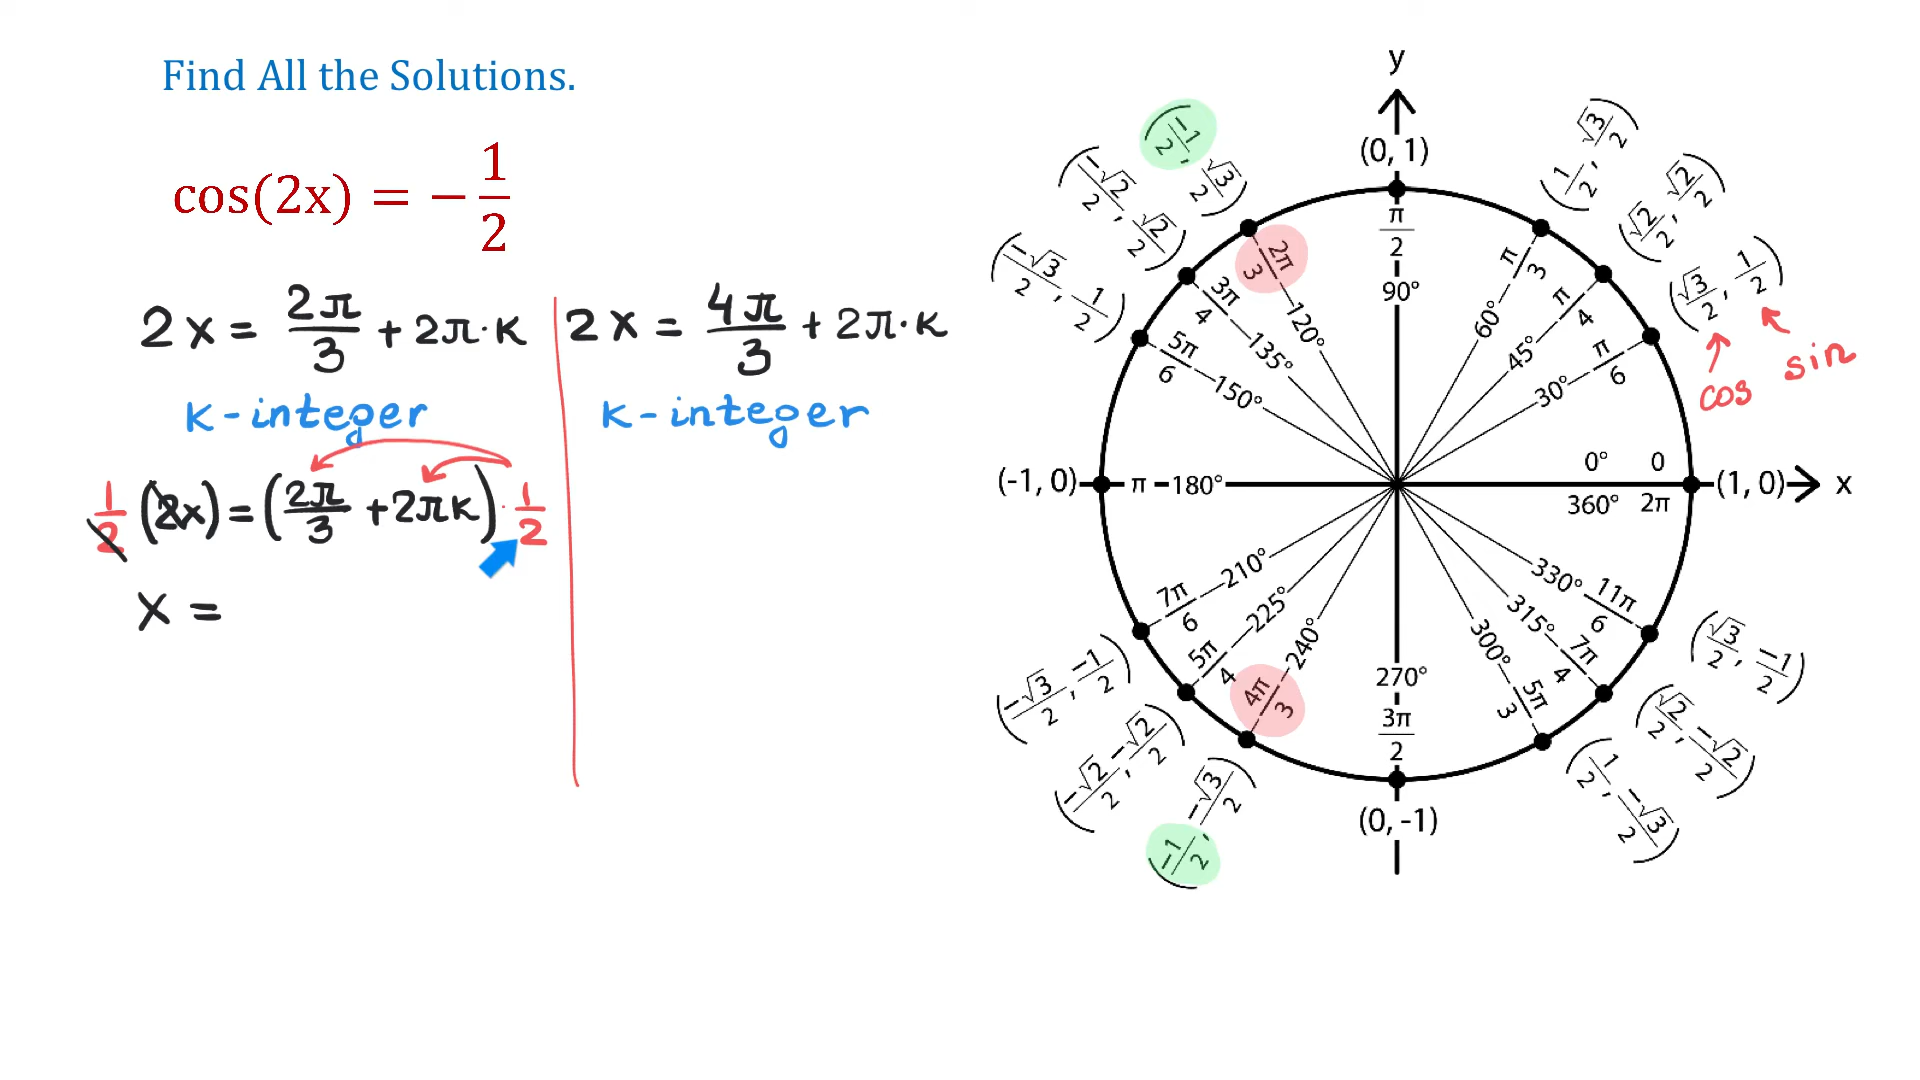 Find All the Solutions.
cos(2x) = -1/2
2x = 2π/3 + 2π·k
k-integer
1/2 (2x) = (2π/3 + 2πk)·1/2
x =
2x = 4π/3 + 2π·k
k-integer
y
(0, 1)
π/2
90°
(1/2, √3/2)
π/3
60°
(√2/2, √2/2)
π/4
45°
(√3/2, 1/2)
π/6
30°
cos
sin
(-1/2, √3/2)
2π/3
120°
(-√2/2, √2/2)
3π/4
135°
(-√3/2, 1/2)
5π/6
150°
(-1, 0)
π
180°
0° 0
360° 2π
(1, 0)
x
7π/6
210°
(-√3/2, -1/2)
5π/4
225°
(-√2/2, -√2/2)
4π/3
240°
(-1/2, -√3/2)
270°
3π/2
(0, -1)
300°
5π/3
(1/2, -√3/2)
315°
7π/4
(√2/2, -√2/2)
330°
11π/6
(√3/2, -1/2)